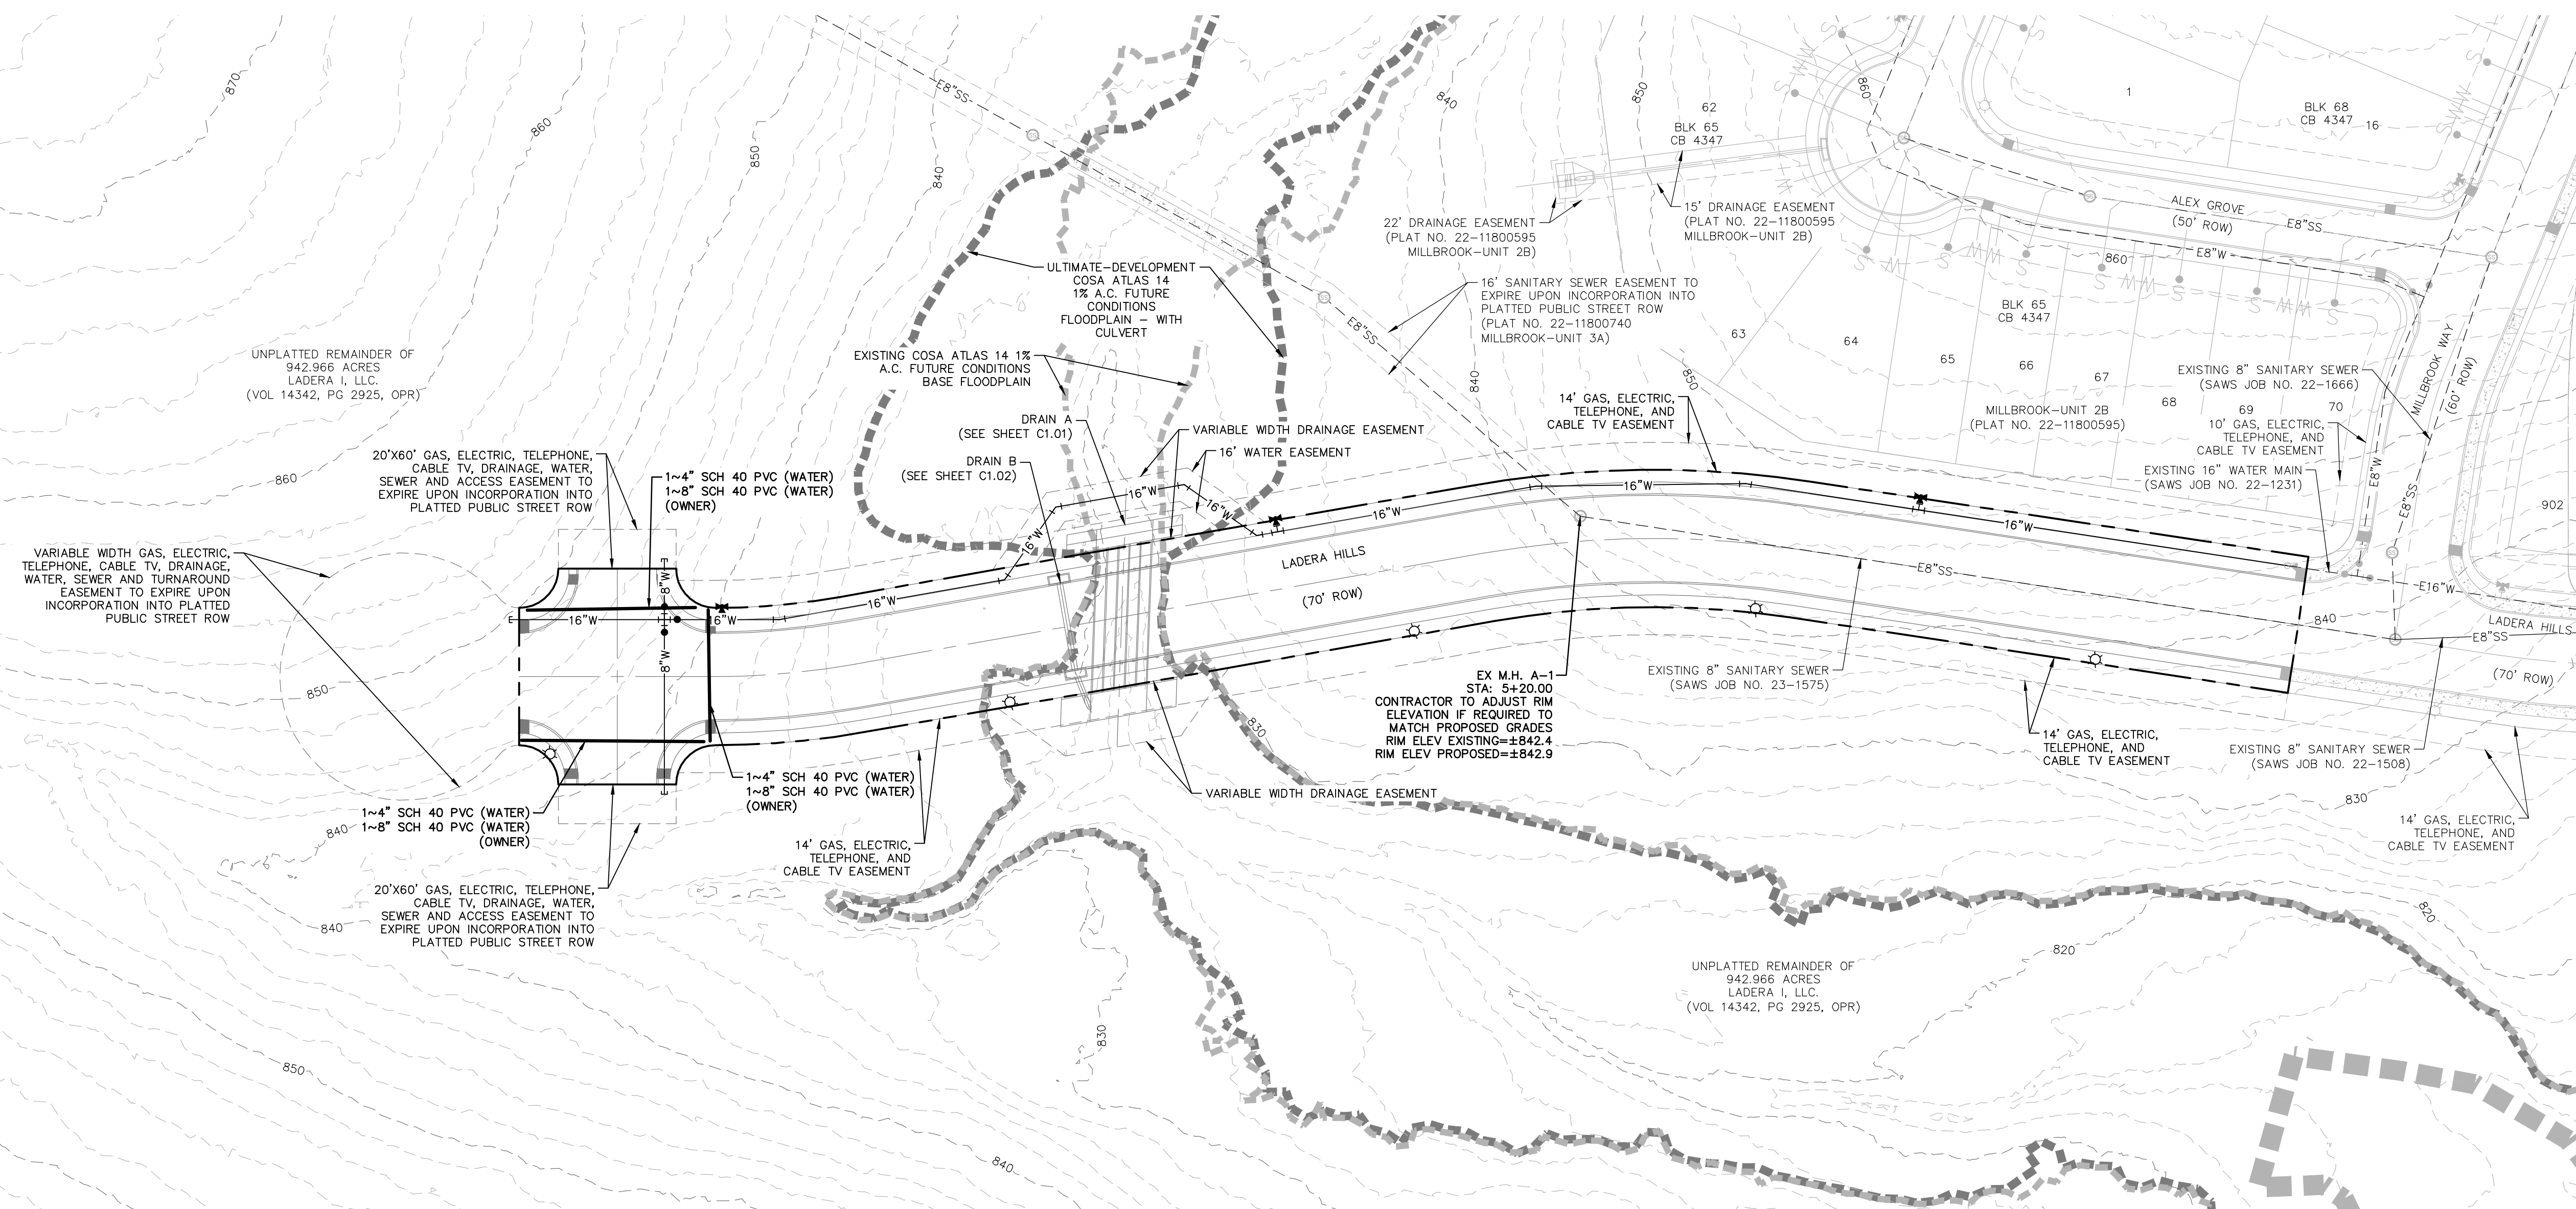 870
860
850
840
E8"SS
840
850
860
62
BLK 65
CB 4347
1
BLK 68
CB 4347
16
15' DRAINAGE EASEMENT
(PLAT NO. 22-11800595
MILLBROOK-UNIT 2B)
22' DRAINAGE EASEMENT
(PLAT NO. 22-11800595
MILLBROOK-UNIT 2B)
ALEX GROVE
(50' ROW)
E8"SS
E8"W
860
ULTIMATE-DEVELOPMENT
COSA ATLAS 14
1% A.C. FUTURE
CONDITIONS
FLOODPLAIN - WITH
CULVERT
16' SANITARY SEWER EASEMENT TO
EXPIRE UPON INCORPORATION INTO
PLATTED PUBLIC STREET ROW
(PLAT NO. 22-11800740
MILLBROOK-UNIT 3A)
E8"SS
BLK 65
CB 4347
63
64
65
66
67
68
69
70
UNPLATTED REMAINDER OF
942.966 ACRES
LADERA I, LLC.
(VOL 14342, PG 2925, OPR)
EXISTING COSA ATLAS 14 1%
A.C. FUTURE CONDITIONS
BASE FLOODPLAIN
840
850
EXISTING 8" SANITARY SEWER
(SAWS JOB NO. 22-1666)
MILLBROOK WAY
(60' ROW)
14' GAS, ELECTRIC,
TELEPHONE, AND
CABLE TV EASEMENT
MILLBROOK-UNIT 2B
(PLAT NO. 22-11800595)
10' GAS, ELECTRIC,
TELEPHONE, AND
CABLE TV EASEMENT
DRAIN A
(SEE SHEET C1.01)
VARIABLE WIDTH DRAINAGE EASEMENT
16' WATER EASEMENT
DRAIN B
(SEE SHEET C1.02)
EXISTING 16" WATER MAIN
(SAWS JOB NO. 22-1231)
E8"W
E8"SS
902
860
20'X60' GAS, ELECTRIC, TELEPHONE,
CABLE TV, DRAINAGE, WATER,
SEWER AND ACCESS EASEMENT TO
EXPIRE UPON INCORPORATION INTO
PLATTED PUBLIC STREET ROW
1~4" SCH 40 PVC (WATER)
1~8" SCH 40 PVC (WATER)
(OWNER)
16"W
16"W
16"W
16"W
16"W
16"W
VARIABLE WIDTH GAS, ELECTRIC,
TELEPHONE, CABLE TV, DRAINAGE,
WATER, SEWER AND TURNAROUND
EASEMENT TO EXPIRE UPON
INCORPORATION INTO PLATTED
PUBLIC STREET ROW
8"W
16"W
16"W
16"W
8"W
LADERA HILLS
(70' ROW)
E8"SS
E16"W
840
LADERA HILLS
E8"SS
(70' ROW)
850
EX M.H. A-1
STA: 5+20.00
CONTRACTOR TO ADJUST RIM
ELEVATION IF REQUIRED TO
MATCH PROPOSED GRADES
RIM ELEV EXISTING=±842.4
RIM ELEV PROPOSED=±842.9
EXISTING 8" SANITARY SEWER
(SAWS JOB NO. 23-1575)
830
14' GAS, ELECTRIC,
TELEPHONE, AND
CABLE TV EASEMENT
EXISTING 8" SANITARY SEWER
(SAWS JOB NO. 22-1508)
1~4" SCH 40 PVC (WATER)
1~8" SCH 40 PVC (WATER)
(OWNER)
VARIABLE WIDTH DRAINAGE EASEMENT
830
1~4" SCH 40 PVC (WATER)
1~8" SCH 40 PVC (WATER)
(OWNER)
840
14' GAS, ELECTRIC,
TELEPHONE, AND
CABLE TV EASEMENT
14' GAS, ELECTRIC,
TELEPHONE, AND
CABLE TV EASEMENT
20'X60' GAS, ELECTRIC, TELEPHONE,
CABLE TV, DRAINAGE, WATER,
SEWER AND ACCESS EASEMENT TO
EXPIRE UPON INCORPORATION INTO
PLATTED PUBLIC STREET ROW
840
820
820
UNPLATTED REMAINDER OF
942.966 ACRES
LADERA I, LLC.
(VOL 14342, PG 2925, OPR)
830
850
840